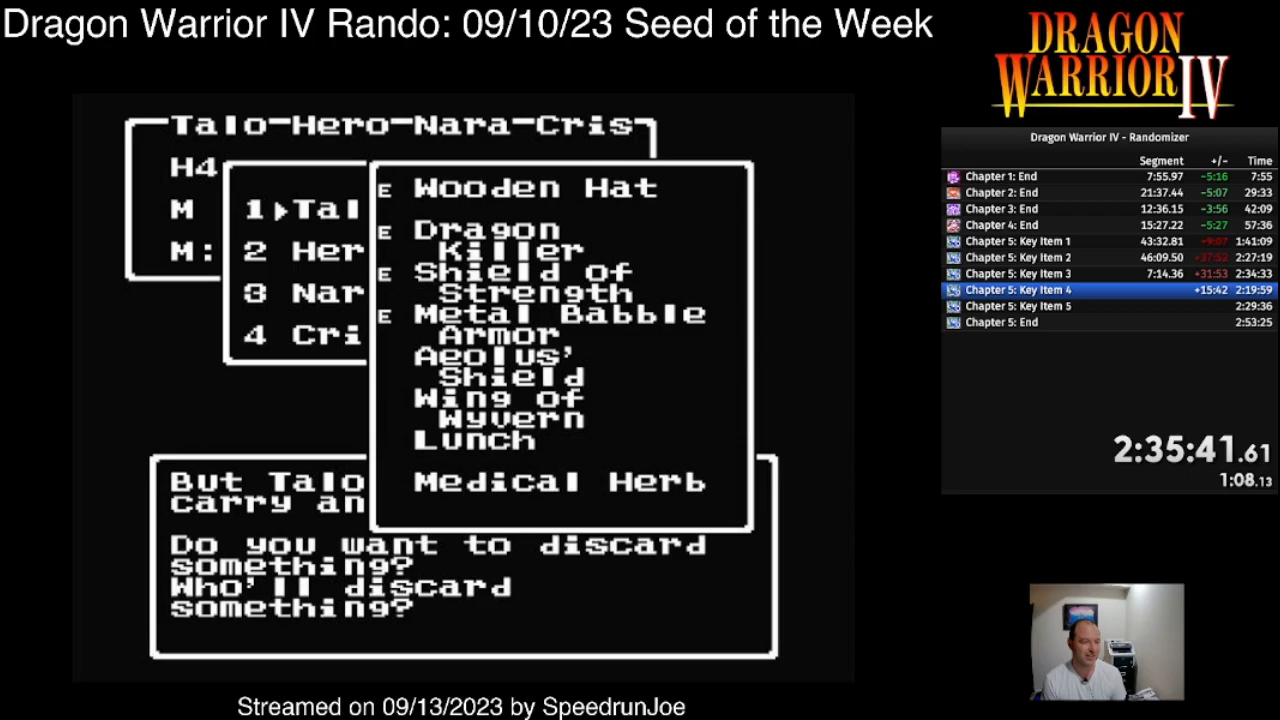 Dragon Warrior IV Rando: 09/10/23 Seed of the Week
DRAGON
WARRIOR IV
Talo-Hero-Nara-Cris
H4
M
M:
1 Tal
2 Her
3 Nar
4 Cri
E Wooden Hat
E Dragon
Killer
E Shield of
Strength
E Metal Babble
Armor
Aeolus'
Shield
Wing of
Wyvern
Lunch
Medical Herb
But Talo
carry an
Do you want to discard
something?
Who'll discard
something?
Dragon Warrior IV - Randomizer
Segment +/- Time
Chapter 1: End 7:55.97 -5:16 7:55
Chapter 2: End 21:37.44 -5:07 29:33
Chapter 3: End 12:36.15 -3:56 42:09
Chapter 4: End 15:27.22 -5:27 57:36
Chapter 5: Key Item 1 43:32.81 +9:07 1:41:09
Chapter 5: Key Item 2 46:09.50 +37:52 2:27:19
Chapter 5: Key Item 3 7:14.36 +31:53 2:34:33
Chapter 5: Key Item 4 +15:42 2:19:59
Chapter 5: Key Item 5 2:29:36
Chapter 5: End 2:53:25
2:35:41.61
1:08.13
Streamed on 09/13/2023 by SpeedrunJoe